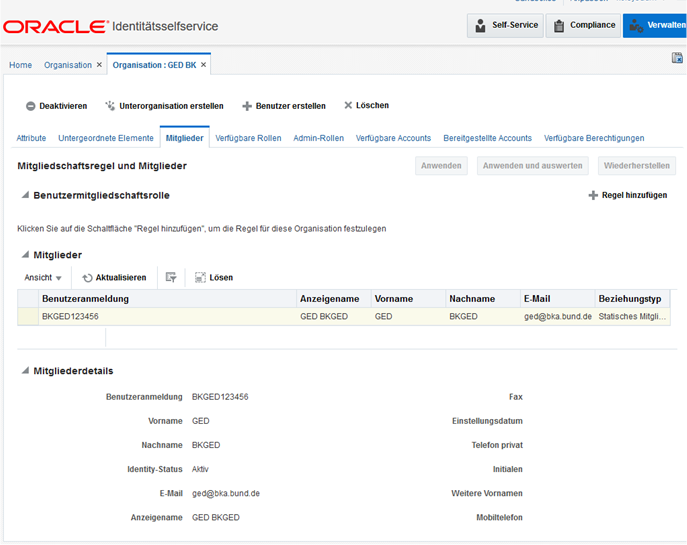 ORACLE® Identitätsselfservice
Self-Service Compliance Verwalten
Home Organisation × Organisation : GED BK ×
Deaktivieren Unterorganisation erstellen Benutzer erstellen Löschen
Attribute Untergeordnete Elemente Mitglieder Verfügbare Rollen Admin-Rollen Verfügbare Accounts Bereitgestellte Accounts Verfügbare Berechtigungen
Mitgliedschaftsregel und Mitglieder Anwenden Anwenden und auswerten Wiederherstellen
Benutzermitgliedschaftsrolle Regel hinzufügen
Klicken Sie auf die Schaltfläche "Regel hinzufügen", um die Regel für diese Organisation festzulegen
Mitglieder
Ansicht Aktualisieren Lösen
Benutzeranmeldung Anzeigename Vorname Nachname E-Mail Beziehungstyp
BKGED123456 GED BKGED GED BKGED ged@bka.bund.de Statisches Mitgli...
Mitgliederdetails
Benutzeranmeldung BKGED123456 Fax
Vorname GED Einstellungsdatum
Nachname BKGED Telefon privat
Identity-Status Aktiv Initialen
E-Mail ged@bka.bund.de Weitere Vornamen
Anzeigename GED BKGED Mobiltelefon